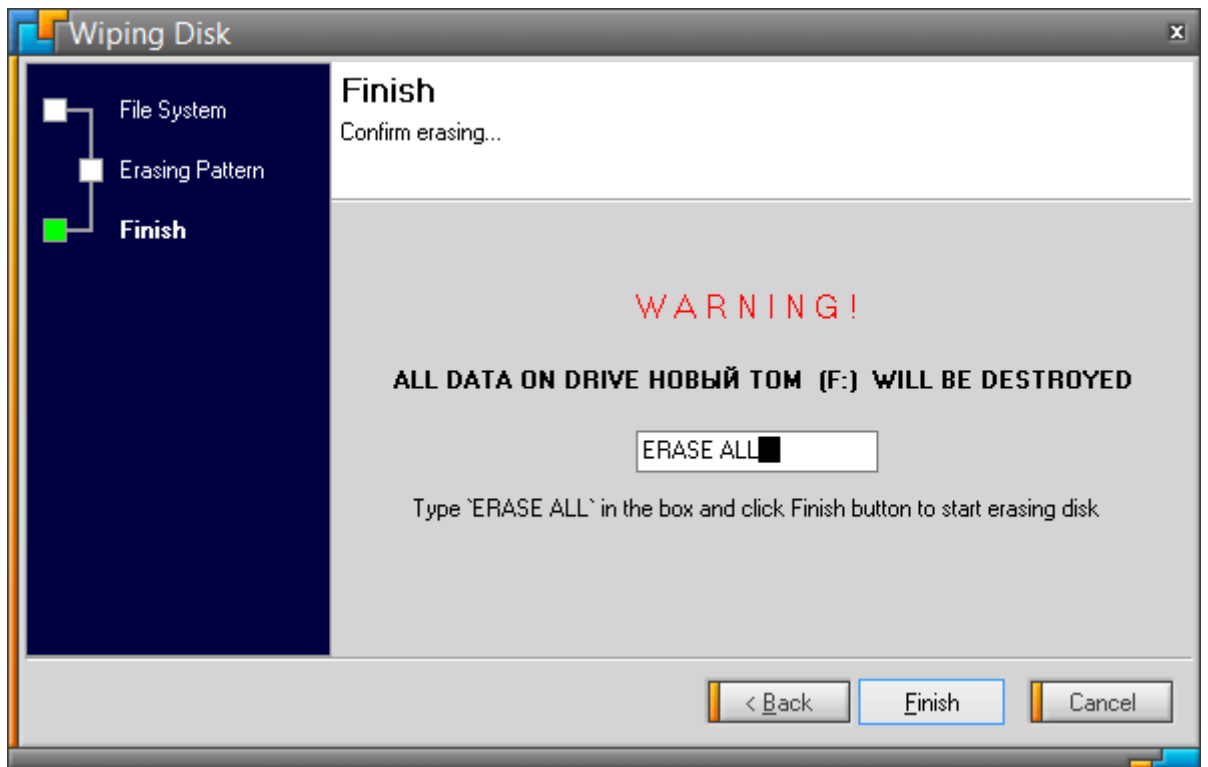 Wiping Disk
File System
Erasing Pattern
Finish
Finish
Confirm erasing...
WARNING!
ALL DATA ON DRIVE НОВЫЙ ТОМ (F:) WILL BE DESTROYED
ERASE ALL
Type `ERASE ALL` in the box and click Finish button to start erasing disk
< Back
Finish
Cancel